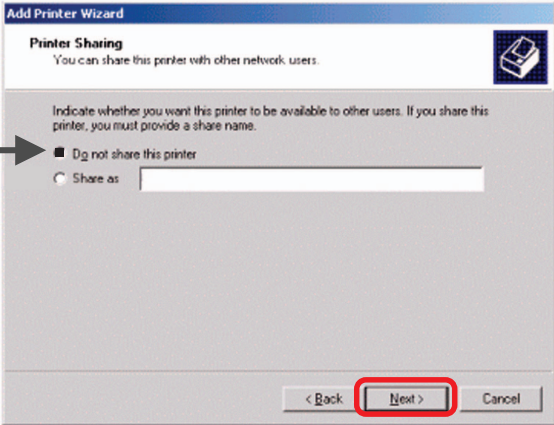 Add Printer Wizard
Printer Sharing
You can share this printer with other network users.
Indicate whether you want this printer to be available to other users. If you share this
printer, you must provide a share name.
Do not share this printer
Share as
< Back Next > Cancel